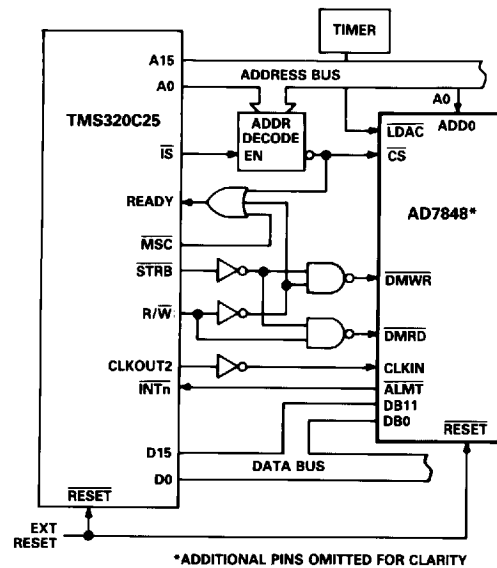 TIMER
A15
ADDRESS BUS
A0
A0
TMS320C25
ADDR
DECODE
EN
ADD0
LDAC
IS
CS
READY
AD7848*
MSC
STRB
DMWR
R/W
DMRD
CLKOUT2
CLKIN
INTn
ALMT
DB11
DB0
RESET
D15
D0
DATA BUS
RESET
EXT
RESET
*ADDITIONAL PINS OMITTED FOR CLARITY